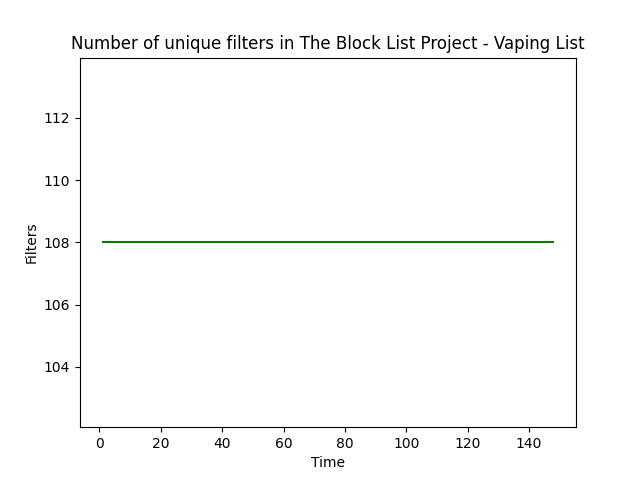 Number of unique filters in The Block List Project - Vaping List
112
110
108
106
104
Filters
0 20 40 60 80 100 120 140
Time